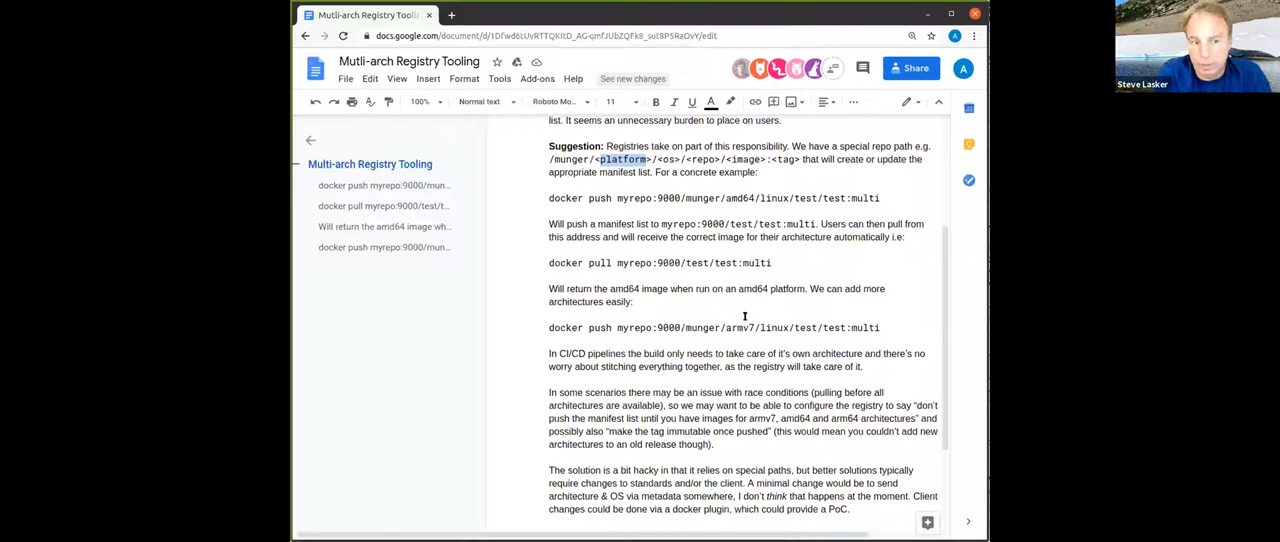 Mutli-arch Registry Toolin
docs.google.com/document/d/1Dfwd6tUvRTTQKItD_AG-qmfJUbZQFk8_sut8P5RaOvY/edit
A
Mutli-arch Registry Tooling
File Edit View Insert Format Tools Add-ons Help See new changes
Share
A
100% Normal text Roboto Mo... 11 B I U A
Multi-arch Registries Tooling
docker push myrepo:9000/mun...
docker pull myrepo:9000/test/t...
Will return the amd64 image wh...
docker push myrepo:9000/mun...
list. It seems an unnecessary burden to place on users.
Suggestion: Registries take on part of this responsibility. We have a special repo path e.g.
/munger/<platform>/<os>/<repo>/<image>:<tag> that will create or update the
appropriate manifest list. For a concrete example:
docker push myrepo:9000/munger/amd64/linux/test/test:multi
Will push a manifest list to myrepo:9000/test/test:multi. Users can then pull from
this address and will receive the correct image for their architecture automatically i.e:
docker pull myrepo:9000/test/test:multi
Will return the amd64 image when run on an amd64 platform. We can add more
architectures easily:
docker push myrepo:9000/munger/armv7/linux/test/test:multi
In CI/CD pipelines the build only needs to take care of it's own architecture and there's no
worry about stitching everything together, as the registry will take care of it.
In some scenarios there may be an issue with race conditions (pulling before all
architectures are available), so we may want to be able to configure the registry to say "don't
push the manifest list until you have images for armv7, amd64 and arm64 architectures" and
possibly also "make the tag immutable once pushed" (this would mean you couldn't add new
architectures to an old release though).
The solution is a bit hacky in that it relies on special paths, but better solutions typically
require changes to standards and/or the client. A minimal change would be to send
architecture & OS via metadata somewhere, I don't think that happens at the moment. Client
changes could be done via a docker plugin, which could provide a PoC.
Steve Lasker